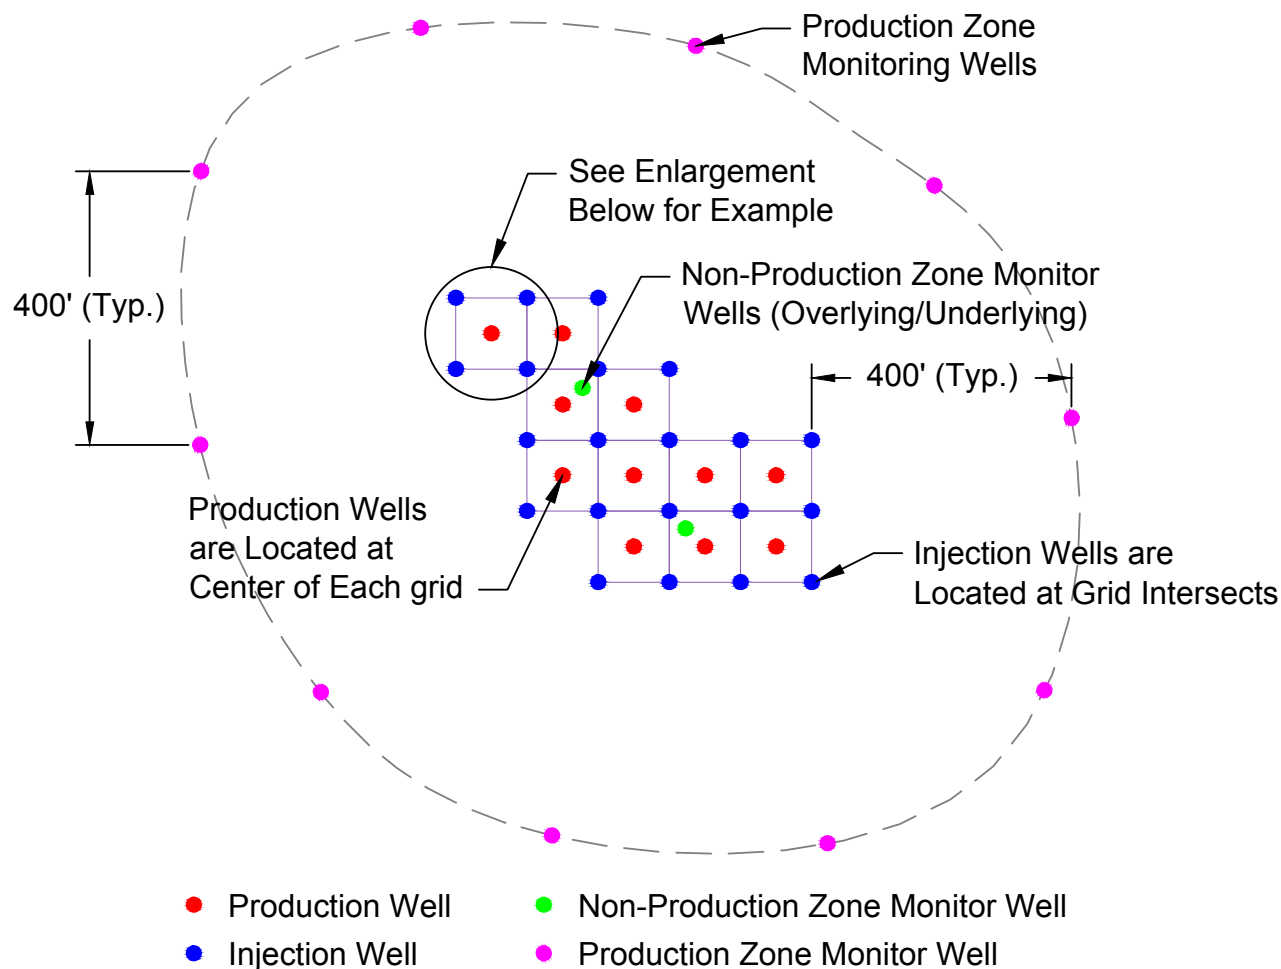 Production Zone
Monitoring Wells
See Enlargement
Below for Example
Non-Production Zone Monitor
Wells (Overlying/Underlying)
400' (Typ.)
400' (Typ.)
Production Wells
are Located at
Center of Each grid
Injection Wells are
Located at Grid Intersects
Production Well
Non-Production Zone Monitor Well
Injection Well
Production Zone Monitor Well